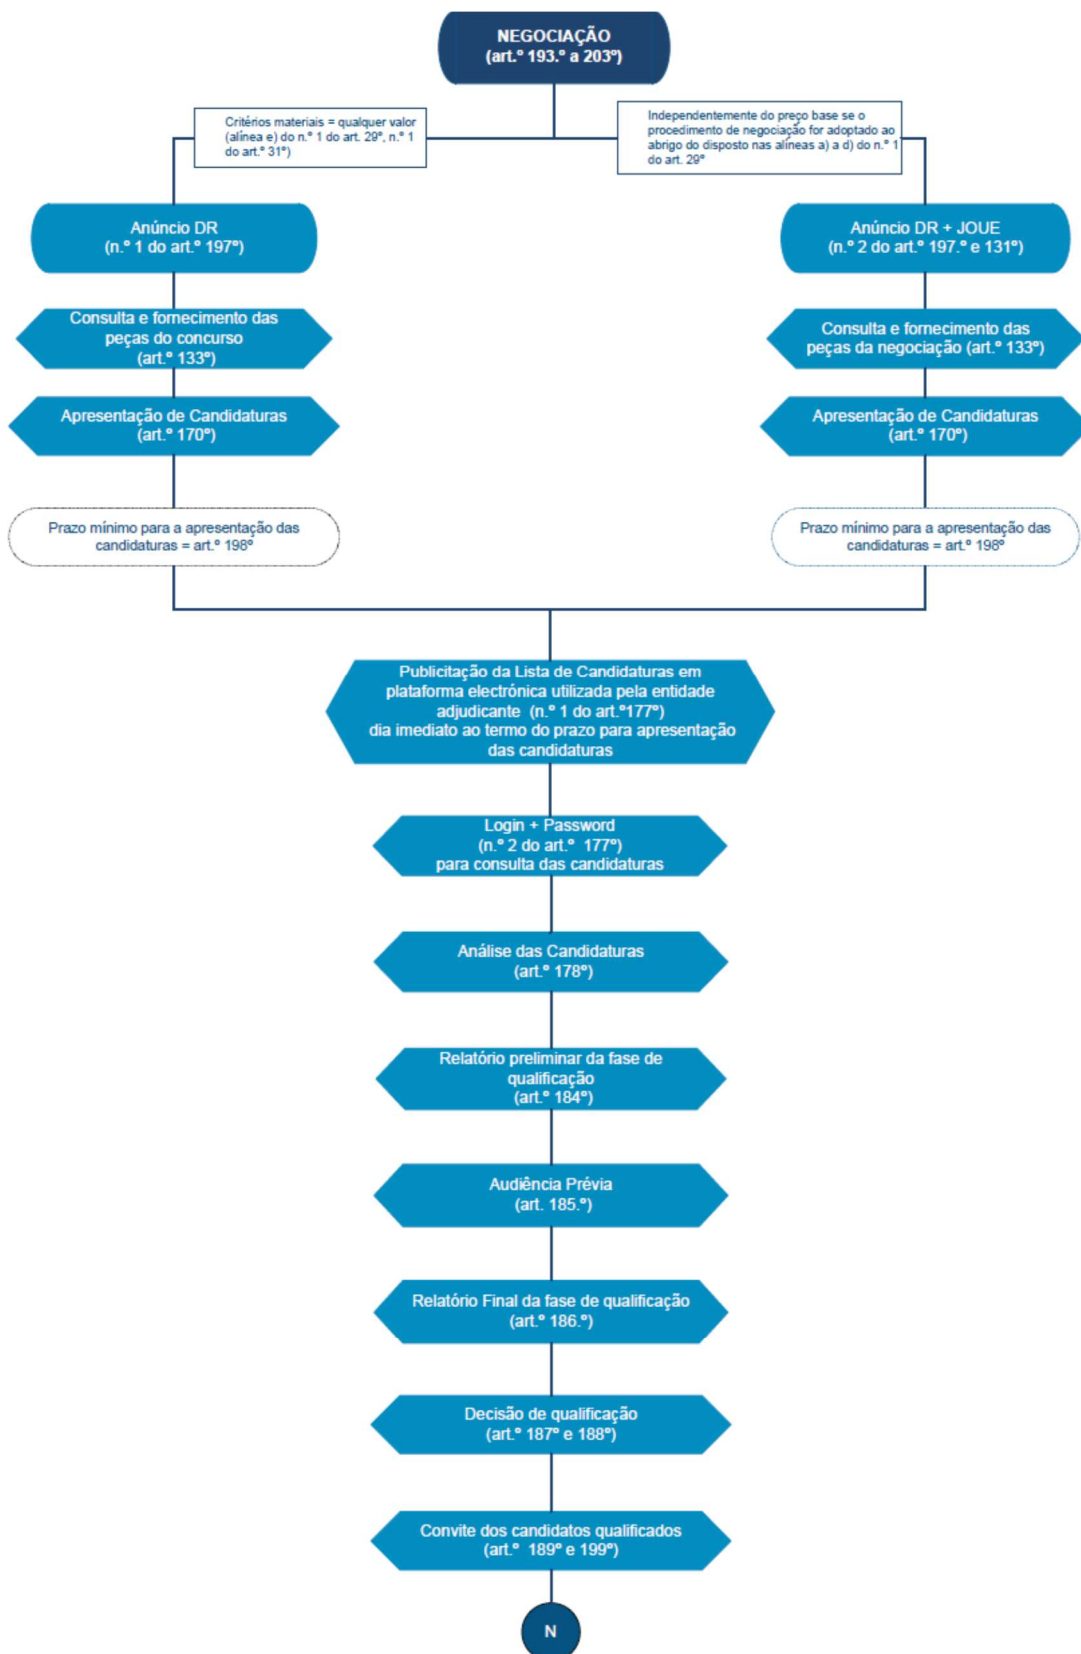 NEGOCIAÇÃO
(art.º 193.º a 203º)
Critérios materiais = qualquer valor
(alínea e) do n.º 1 do art. 29º, n.º 1
do art.º 31º)
Independentemente do preço base se o
procedimento de negociação for adoptado ao
abrigo do disposto nas alíneas a) a d) do n.º 1
do art. 29º
Anúncio DR
(n.º 1 do art.º 197º)
Anúncio DR + JOUE
(n.º 2 do art.º 197.º e 131º)
Consulta e fornecimento das
peças do concurso
(art.º 133º)
Consulta e fornecimento das
peças da negociação (art.º 133º)
Apresentação de Candidaturas
(art.º 170º)
Apresentação de Candidaturas
(art.º 170º)
Prazo mínimo para a apresentação das
candidaturas = art.º 198º
Prazo mínimo para a apresentação das
candidaturas = art.º 198º
Publicitação da Lista de Candidaturas em
plataforma electrónica utilizada pela entidade
adjudicante (n.º 1 do art.º177º)
dia imediato ao termo do prazo para apresentação
das candidaturas
Login + Password
(n.º 2 do art.º 177º)
para consulta das candidaturas
Análise das Candidaturas
(art.º 178º)
Relatório preliminar da fase de
qualificação
(art.º 184º)
Audiência Prévia
(art. 185.º)
Relatório Final da fase de qualificação
(art.º 186.º)
Decisão de qualificação
(art.º 187º e 188º)
Convite dos candidatos qualificados
(art.º 189º e 199º)
N